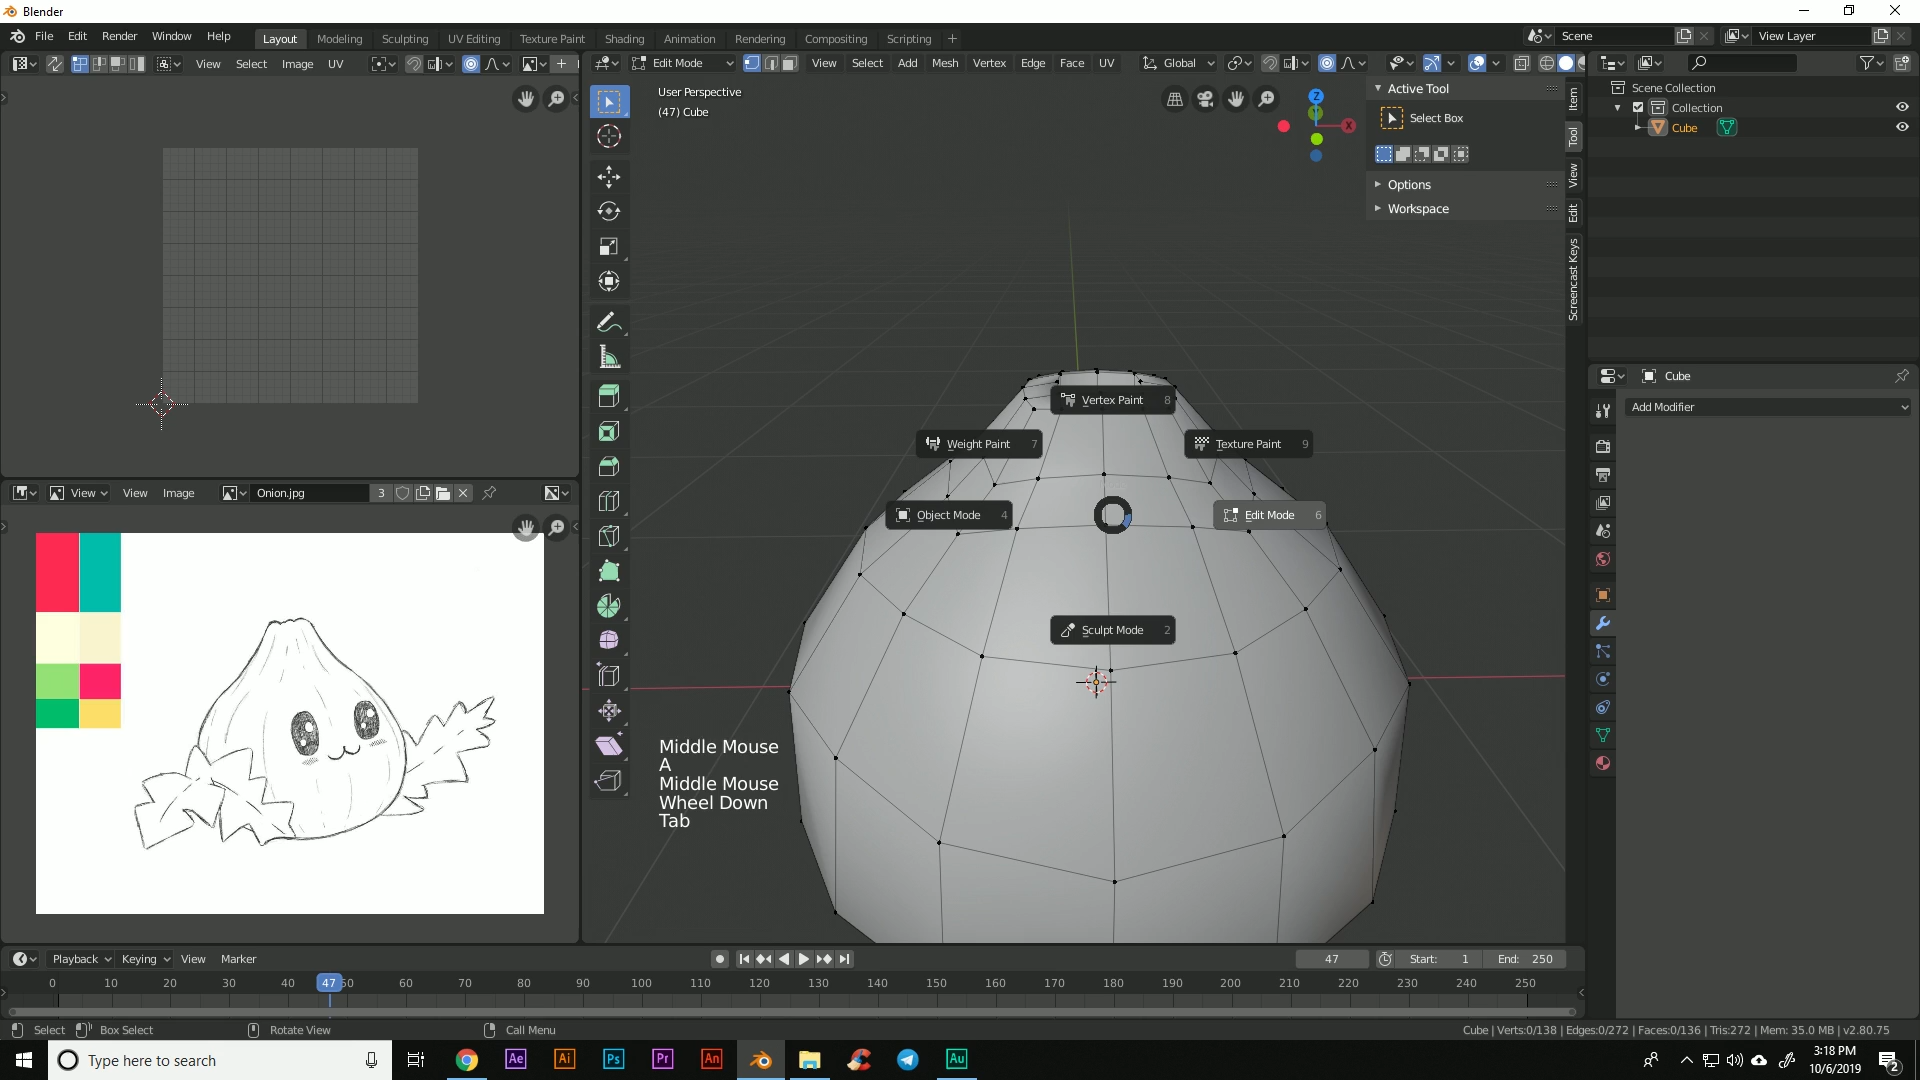 Blender
File Edit Render Window Help
Layout Modeling Sculpting UV Editing Texture Paint Shading Animation Rendering Compositing Scripting
Scene
View Layer
View Select Image UV
Edit Mode
View Select Add Mesh Vertex Edge Face UV
Global
User Perspective
(47) Cube
Z
X
Active Tool
Select Box
Options
Workspace
Item
Tool
View
Edit
Screencast Keys
Scene Collection
Collection
Cube
Cube
Add Modifier
Vertex Paint 8
Weight Paint 7
Texture Paint 9
Object Mode 4
Edit Mode 6
Sculpt Mode 2
View View Image Onion.jpg 3
Middle Mouse
A
Middle Mouse
Wheel Down
Tab
Playback Keying View Marker
47 Start: 1 End: 250
0 10 20 30 40 47 50 60 70 80 90 100 110 120 130 140 150 160 170 180 190 200 210 220 230 240 250
Select Box Select Rotate View Call Menu
Cube | Verts:0/138 | Edges:0/272 | Faces:0/136 | Tris:272 | Mem: 35.0 MB | v2.80.75
Type here to search
Ae Ai Ps Pr An Au
3:18 PM
10/6/2019
2